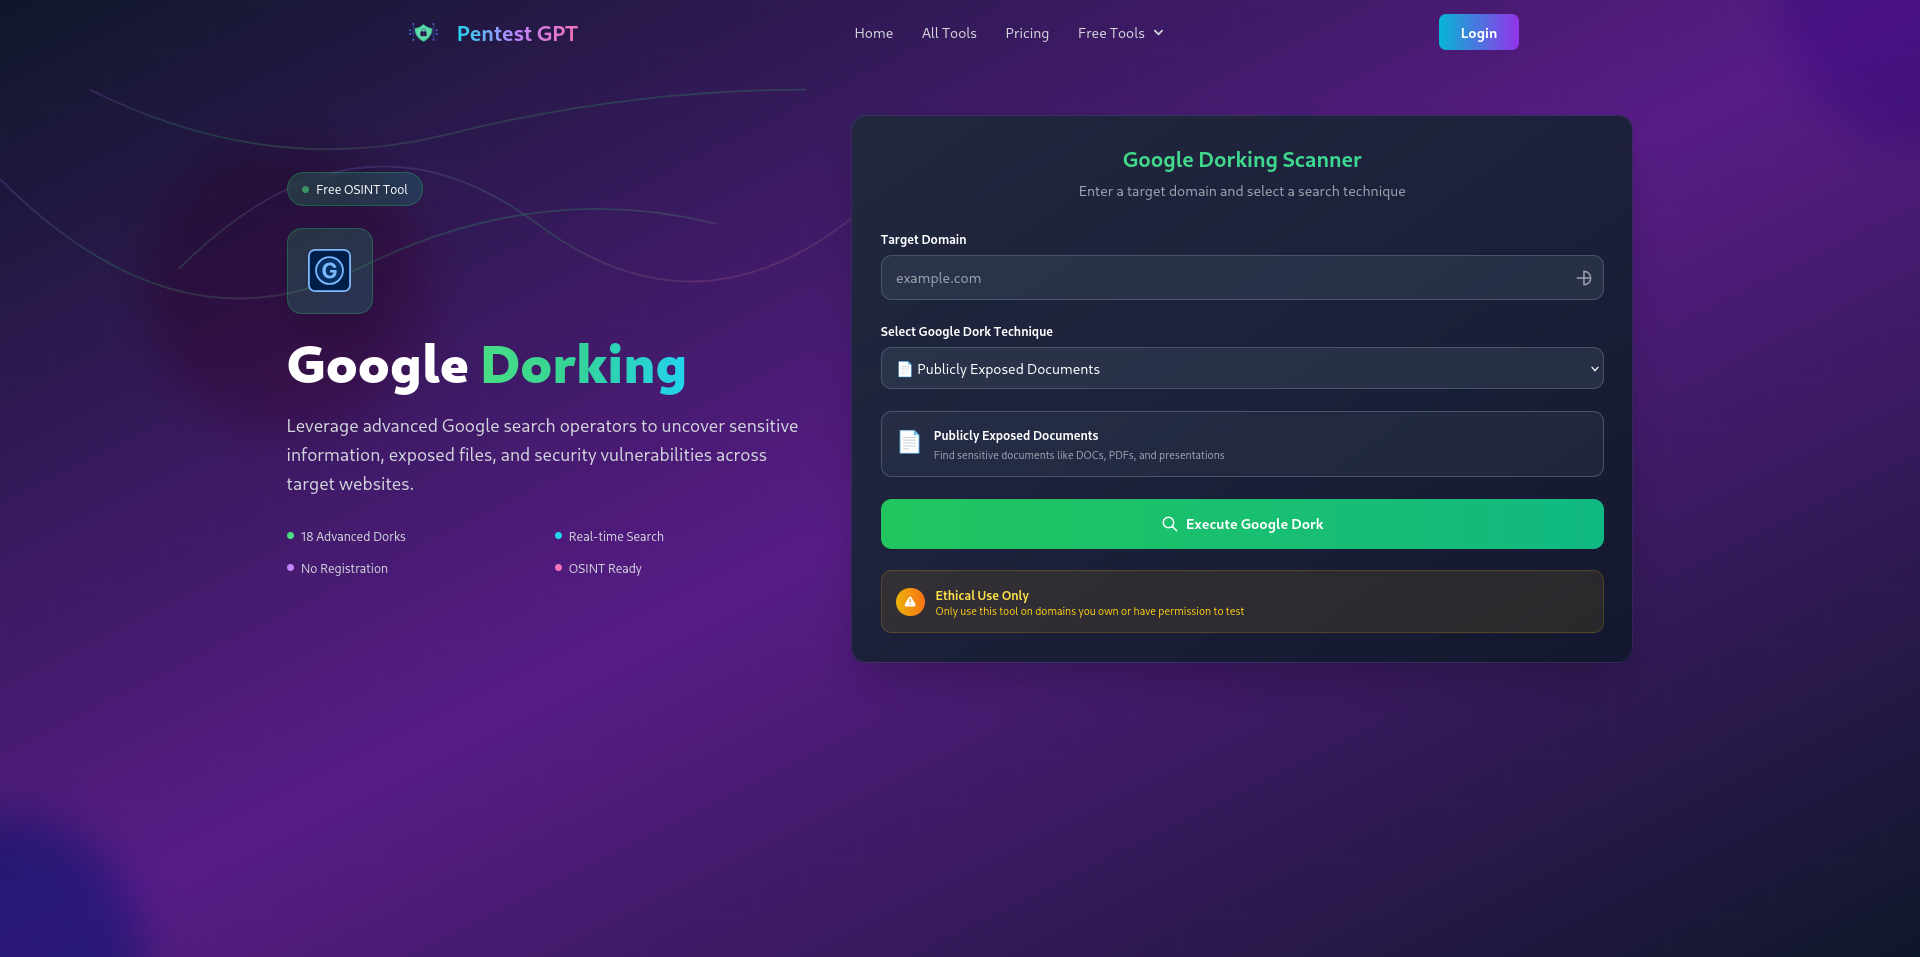 Pentest GPT
Home
All Tools
Pricing
Free Tools
Login
Free OSINT Tool
G
Google Dorking
Leverage advanced Google search operators to uncover sensitive
information, exposed files, and security vulnerabilities across
target websites.
18 Advanced Dorks
Real-time Search
No Registration
OSINT Ready
Google Dorking Scanner
Enter a target domain and select a search technique
Target Domain
example.com
Select Google Dork Technique
Publicly Exposed Documents
Publicly Exposed Documents
Find sensitive documents like DOCs, PDFs, and presentations
Execute Google Dork
Ethical Use Only
Only use this tool on domains you own or have permission to test